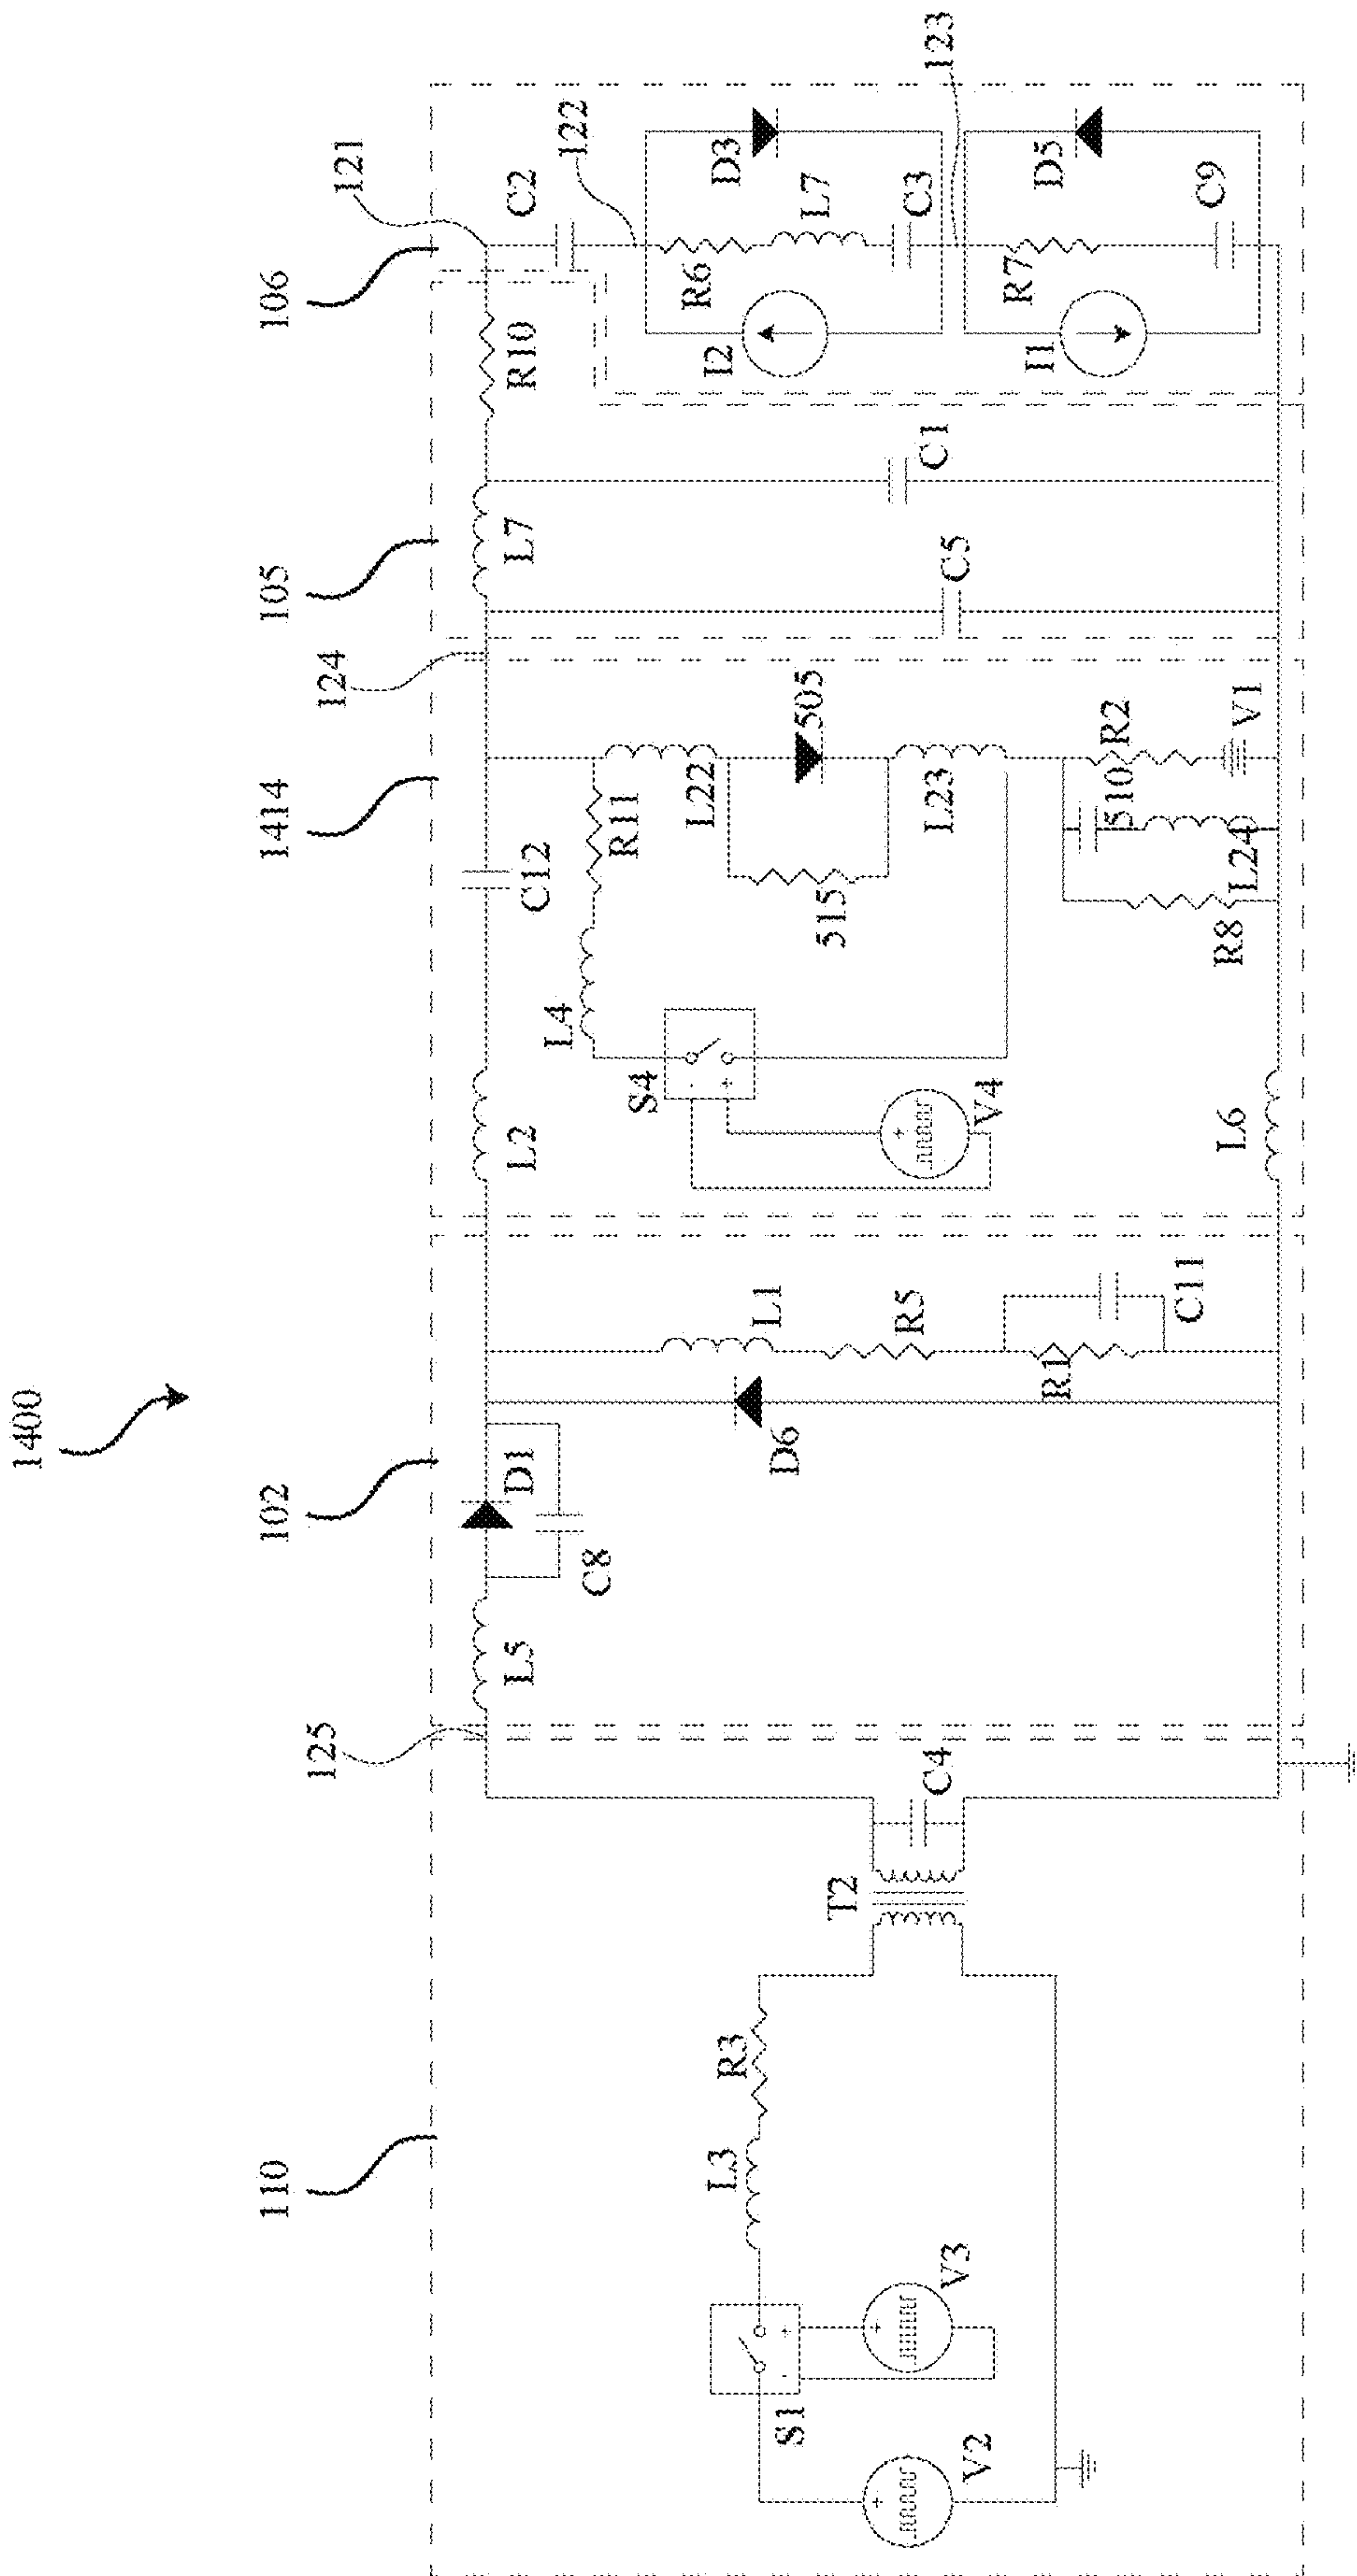 1400
110
102
1414
105
106
125
124
121
122
123
V2
S1
V3
L3
R3
T2
C4
L5
C8
D1
D6
L1
R5
R1
C11
L2
C12
L4
R11
S4
V4
L22
515
505
L23
R8
L24
510
R2
V1
L6
C5
L7
C1
R10
C2
I2
R6
L7
C3
D3
I1
R7
C9
D5